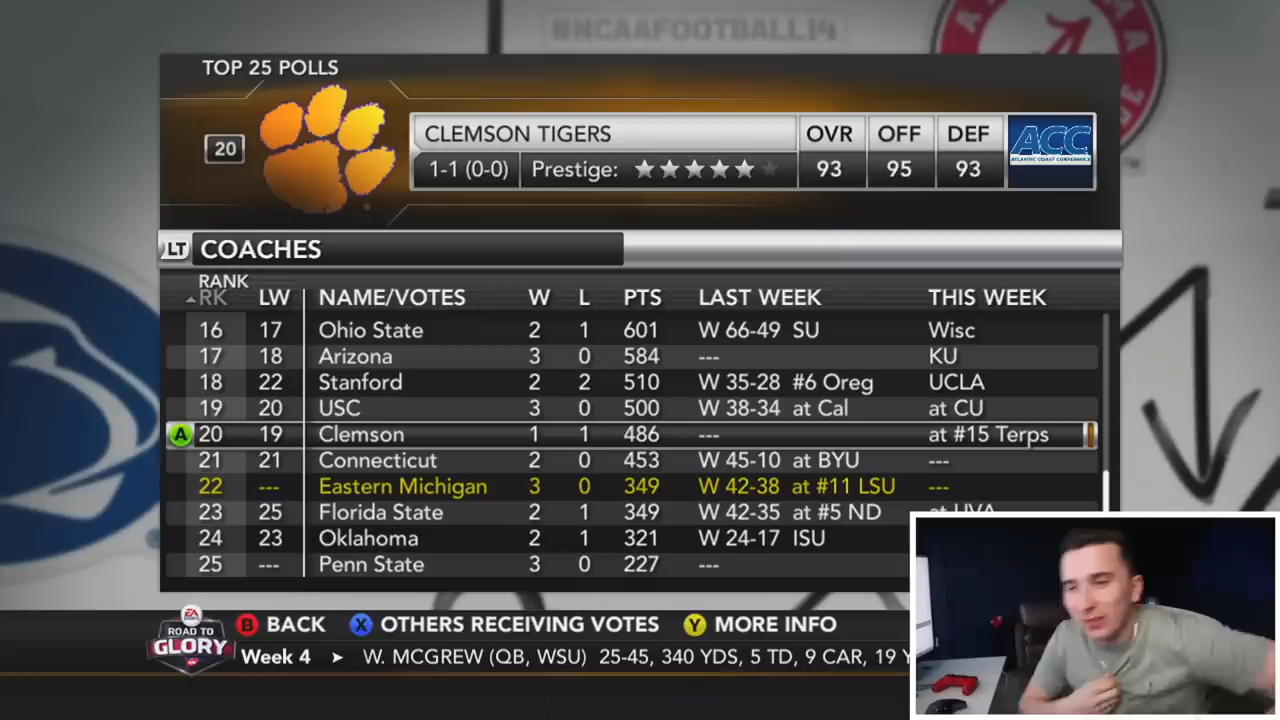 #NCAAFOOTBALL14
TOP 25 POLLS
20
CLEMSON TIGERS OVR OFF DEF ACC
ATLANTIC COAST CONFERENCE
1-1 (0-0) Prestige: 93 95 93
LT COACHES
RANK
RK LW NAME/VOTES W L PTS LAST WEEK THIS WEEK
16 17 Ohio State 2 1 601 W 66-49 SU Wisc
17 18 Arizona 3 0 584 --- KU
18 22 Stanford 2 2 510 W 35-28 #6 Oreg UCLA
19 20 USC 3 0 500 W 38-34 at Cal at CU
A 20 19 Clemson 1 1 486 --- at #15 Terps
21 21 Connecticut 2 0 453 W 45-10 at BYU ---
22 --- Eastern Michigan 3 0 349 W 42-38 at #11 LSU ---
23 25 Florida State 2 1 349 W 42-35 at #5 ND at UVA
24 23 Oklahoma 2 1 321 W 24-17 ISU
25 --- Penn State 3 0 227 ---
B BACK X OTHERS RECEIVING VOTES Y MORE INFO
EA
ROAD TO
GLORY
Week 4 W. MCGREW (QB, WSU) 25-45, 340 YDS, 5 TD, 9 CAR, 19 Y